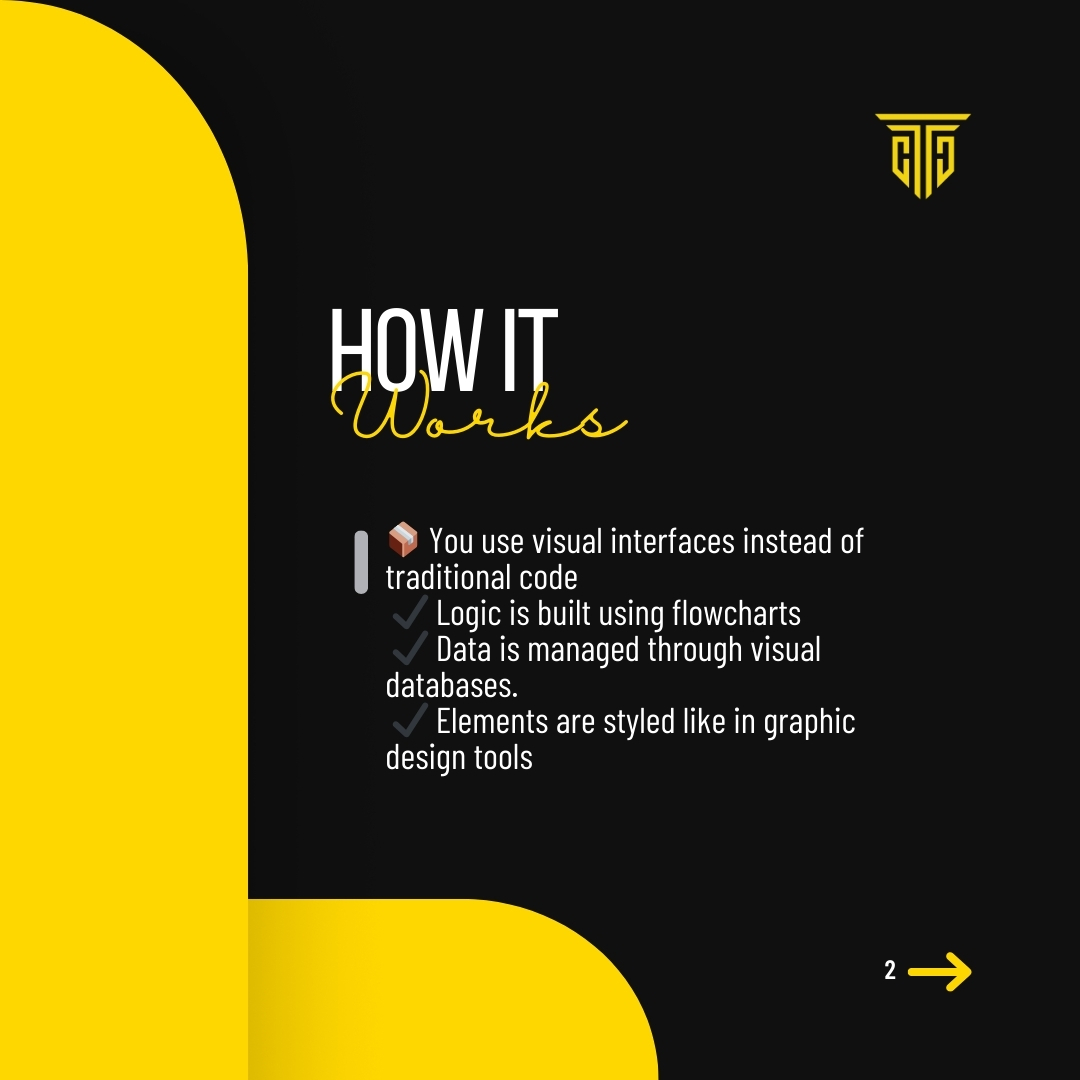 HOW IT
Works
📦 You use visual interfaces instead of
traditional code
✔ Logic is built using flowcharts
✔ Data is managed through visual
databases.
✔ Elements are styled like in graphic
design tools
2